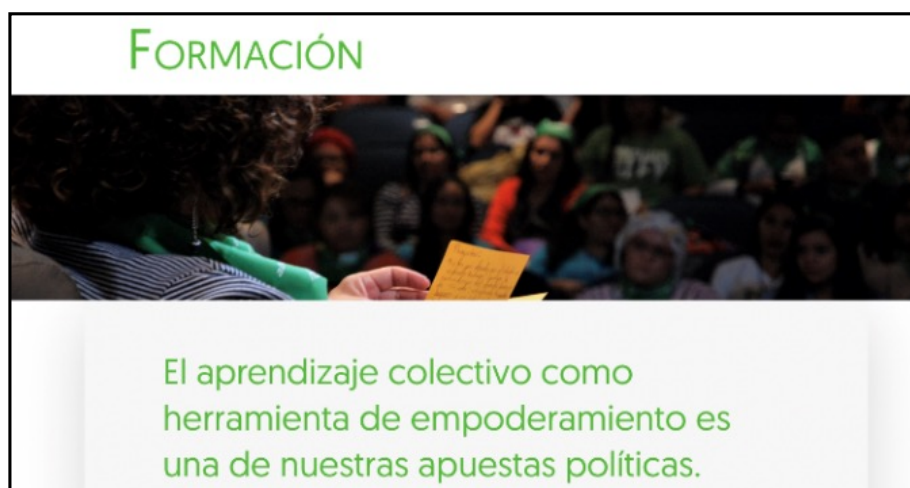 FORMACIÓN
El aprendizaje colectivo como
herramienta de empoderamiento es
una de nuestras apuestas políticas.